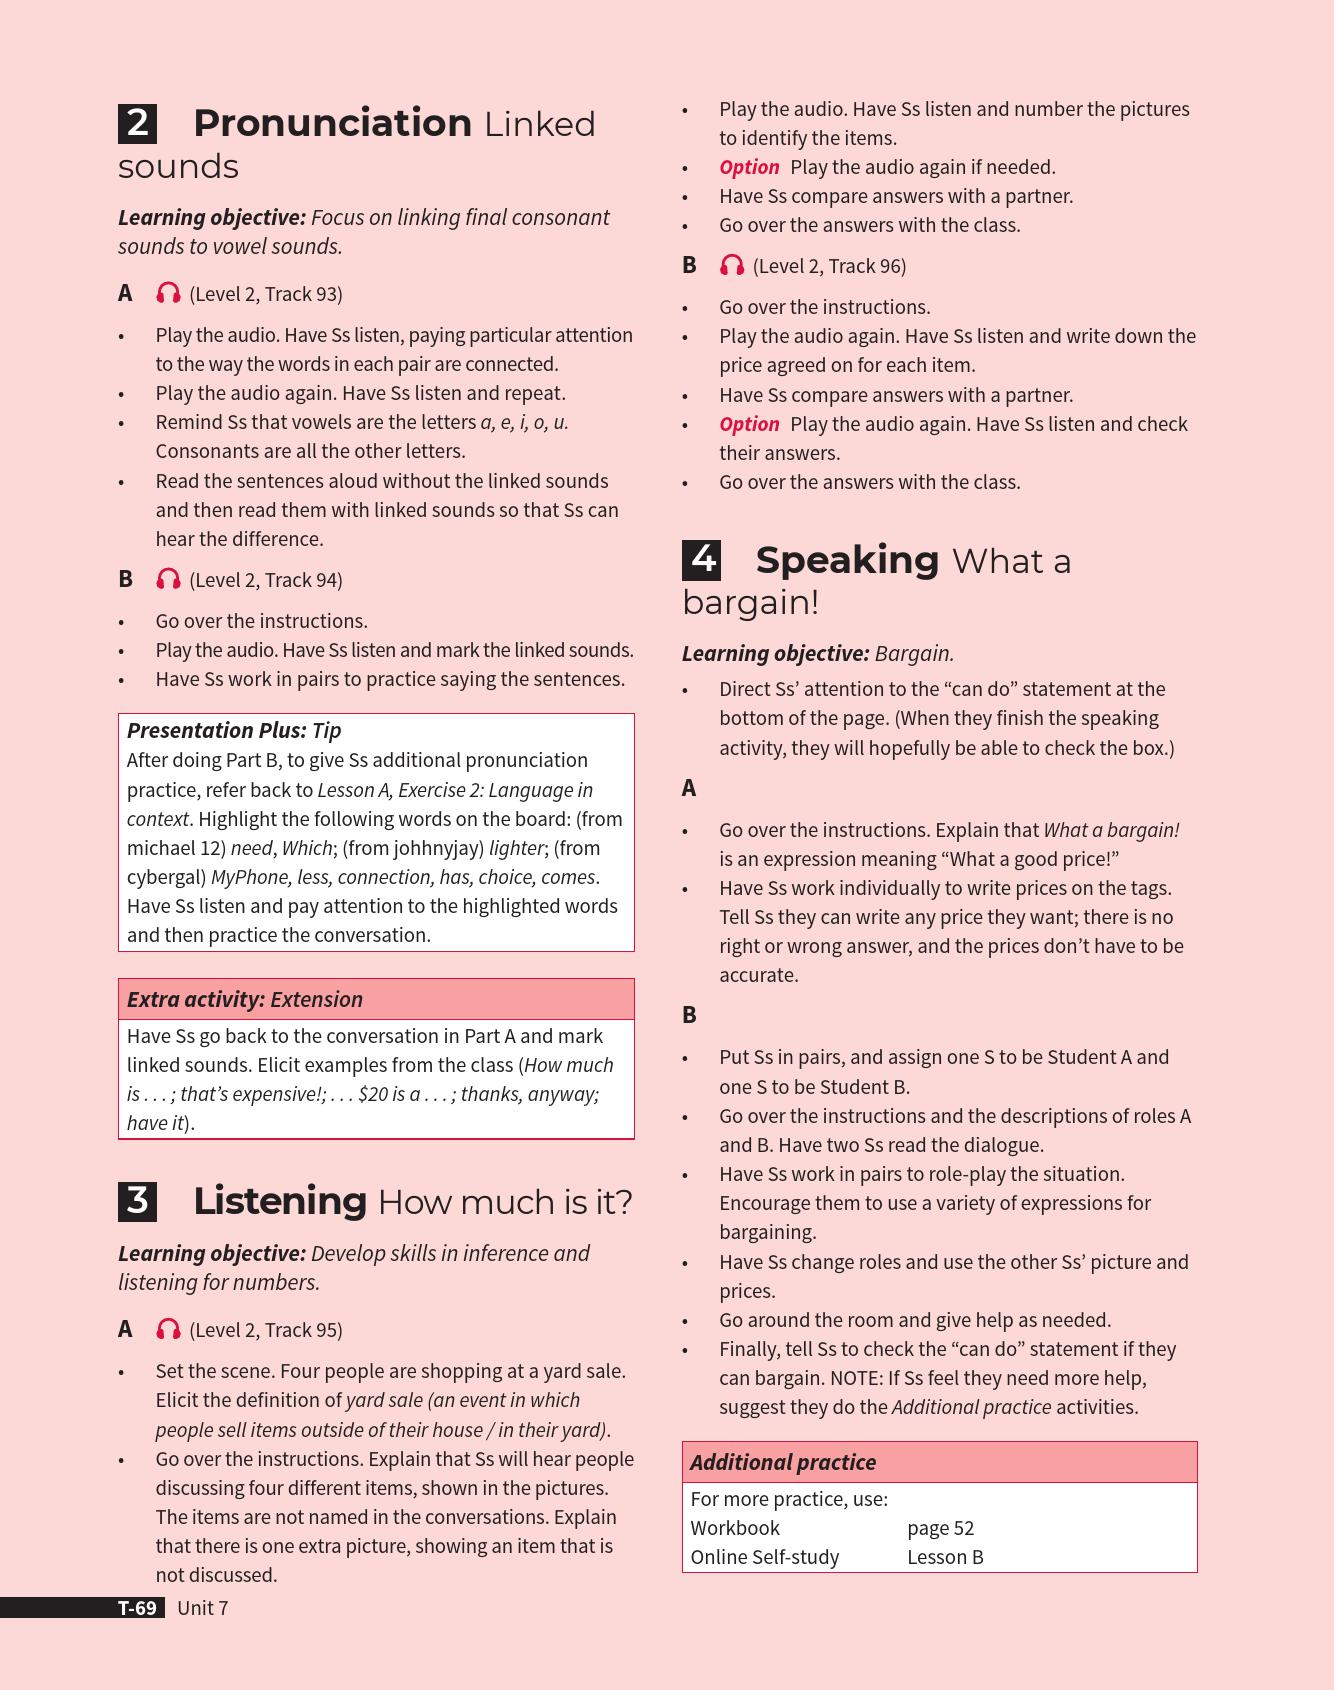 2 Pronunciation Linked
sounds
Learning objective: Focus on linking final consonant
sounds to vowel sounds.
A (Level 2, Track 93)
• Play the audio. Have Ss listen, paying particular attention
to the way the words in each pair are connected.
• Play the audio again. Have Ss listen and repeat.
• Remind Ss that vowels are the letters a, e, i, o, u.
Consonants are all the other letters.
• Read the sentences aloud without the linked sounds
and then read them with linked sounds so that Ss can
hear the difference.
B (Level 2, Track 94)
• Go over the instructions.
• Play the audio. Have Ss listen and mark the linked sounds.
• Have Ss work in pairs to practice saying the sentences.
Presentation Plus: Tip
After doing Part B, to give Ss additional pronunciation
practice, refer back to Lesson A, Exercise 2: Language in
context. Highlight the following words on the board: (from
michael 12) need, Which; (from johhnyjay) lighter; (from
cybergal) MyPhone, less, connection, has, choice, comes.
Have Ss listen and pay attention to the highlighted words
and then practice the conversation.
Extra activity: Extension
Have Ss go back to the conversation in Part A and mark
linked sounds. Elicit examples from the class (How much
is . . . ; that’s expensive!; . . . $20 is a . . . ; thanks, anyway;
have it).
3 Listening How much is it?
Learning objective: Develop skills in inference and
listening for numbers.
A (Level 2, Track 95)
• Set the scene. Four people are shopping at a yard sale.
Elicit the definition of yard sale (an event in which
people sell items outside of their house / in their yard).
• Go over the instructions. Explain that Ss will hear people
discussing four different items, shown in the pictures.
The items are not named in the conversations. Explain
that there is one extra picture, showing an item that is
not discussed.
• Play the audio. Have Ss listen and number the pictures
to identify the items.
• Option Play the audio again if needed.
• Have Ss compare answers with a partner.
• Go over the answers with the class.
B (Level 2, Track 96)
• Go over the instructions.
• Play the audio again. Have Ss listen and write down the
price agreed on for each item.
• Have Ss compare answers with a partner.
• Option Play the audio again. Have Ss listen and check
their answers.
• Go over the answers with the class.
4 Speaking What a
bargain!
Learning objective: Bargain.
• Direct Ss’ attention to the “can do” statement at the
bottom of the page. (When they finish the speaking
activity, they will hopefully be able to check the box.)
A
• Go over the instructions. Explain that What a bargain!
is an expression meaning “What a good price!”
• Have Ss work individually to write prices on the tags.
Tell Ss they can write any price they want; there is no
right or wrong answer, and the prices don’t have to be
accurate.
B
• Put Ss in pairs, and assign one S to be Student A and
one S to be Student B.
• Go over the instructions and the descriptions of roles A
and B. Have two Ss read the dialogue.
• Have Ss work in pairs to role-play the situation.
Encourage them to use a variety of expressions for
bargaining.
• Have Ss change roles and use the other Ss’ picture and
prices.
• Go around the room and give help as needed.
• Finally, tell Ss to check the “can do” statement if they
can bargain. NOTE: If Ss feel they need more help,
suggest they do the Additional practice activities.
Additional practice
For more practice, use:
Workbook page 52
Online Self-study Lesson B
T-69 Unit 7